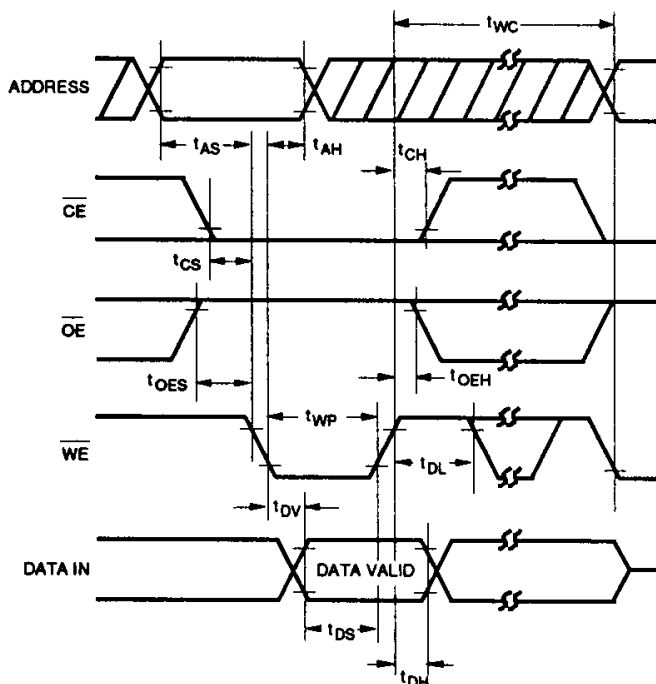 tWC
ADDRESS
tAS
tAH
tCH
CE
tCS
OE
tOES
tOEH
tWP
WE
tDL
tDV
DATA IN
DATA VALID
tDS
tDH